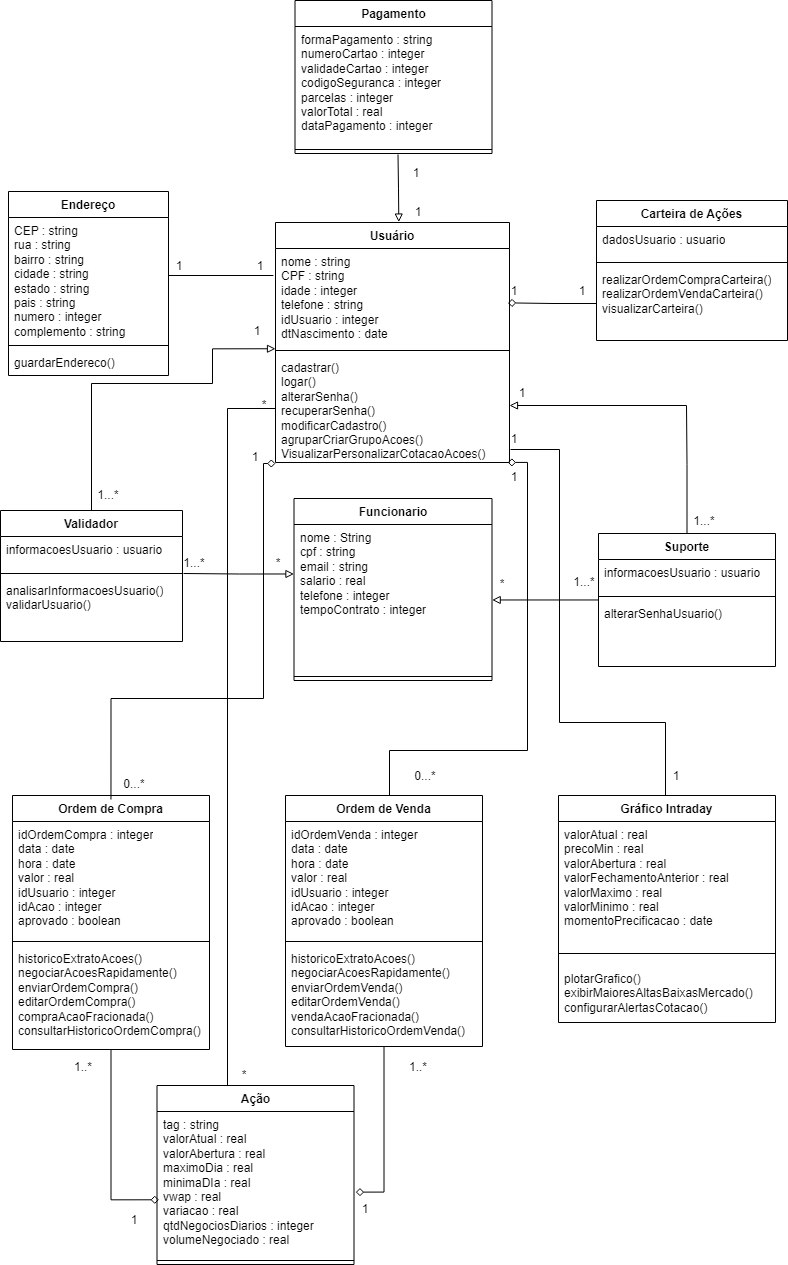 Pagamento
formaPagamento : string
numeroCartao : integer
validadeCartao : integer
codigoSeguranca : integer
parcelas : integer
valorTotal : real
dataPagamento : integer
1
1
Endereço
CEP : string
rua : string
bairro : string
cidade : string
estado : string
pais : string
numero : integer
complemento : string
guardarEndereco()
1
1
Usuário
nome : string
CPF : string
idade : integer
telefone : string
idUsuario : integer
dtNascimento : date
cadastrar()
logar()
alterarSenha()
recuperarSenha()
modificarCadastro()
agruparCriarGrupoAcoes()
VisualizarPersonalizarCotacaoAcoes()
1
1
Carteira de Ações
dadosUsuario : usuario
realizarOrdemCompraCarteira()
realizarOrdemVendaCarteira()
visualizarCarteira()
1
*
1
1
1
1
1...*
1...*
Validador
informacoesUsuario : usuario
analisarInformacoesUsuario()
validarUsuario()
1...*
*
Funcionario
nome : String
cpf : string
email : string
salario : real
telefone : integer
tempoContrato : integer
*
1...*
Suporte
informacoesUsuario : usuario
alterarSenhaUsuario()
0...*
0...*
1
Ordem de Compra
idOrdemCompra : integer
data : date
hora : date
valor : real
idUsuario : integer
idAcao : integer
aprovado : boolean
historicoExtratoAcoes()
negociarAcoesRapidamente()
enviarOrdemCompra()
editarOrdemCompra()
compraAcaoFracionada()
consultarHistoricoOrdemCompra()
Ordem de Venda
idOrdemVenda : integer
data : date
hora : date
valor : real
idUsuario : integer
idAcao : integer
aprovado : boolean
historicoExtratoAcoes()
negociarAcoesRapidamente()
enviarOrdemVenda()
editarOrdemVenda()
vendaAcaoFracionada()
consultarHistoricoOrdemVenda()
Gráfico Intraday
valorAtual : real
precoMin : real
valorAbertura : real
valorFechamentoAnterior : real
valorMaximo : real
valorMinimo : real
momentoPrecificacao : date
plotarGrafico()
exibirMaioresAltasBaixasMercado()
configurarAlertasCotacao()
1..*
*
1..*
Ação
tag : string
valorAtual : real
valorAbertura : real
maximoDia : real
minimaDIa : real
vwap : real
variacao : real
qtdNegociosDiarios : integer
volumeNegociado : real
1
1